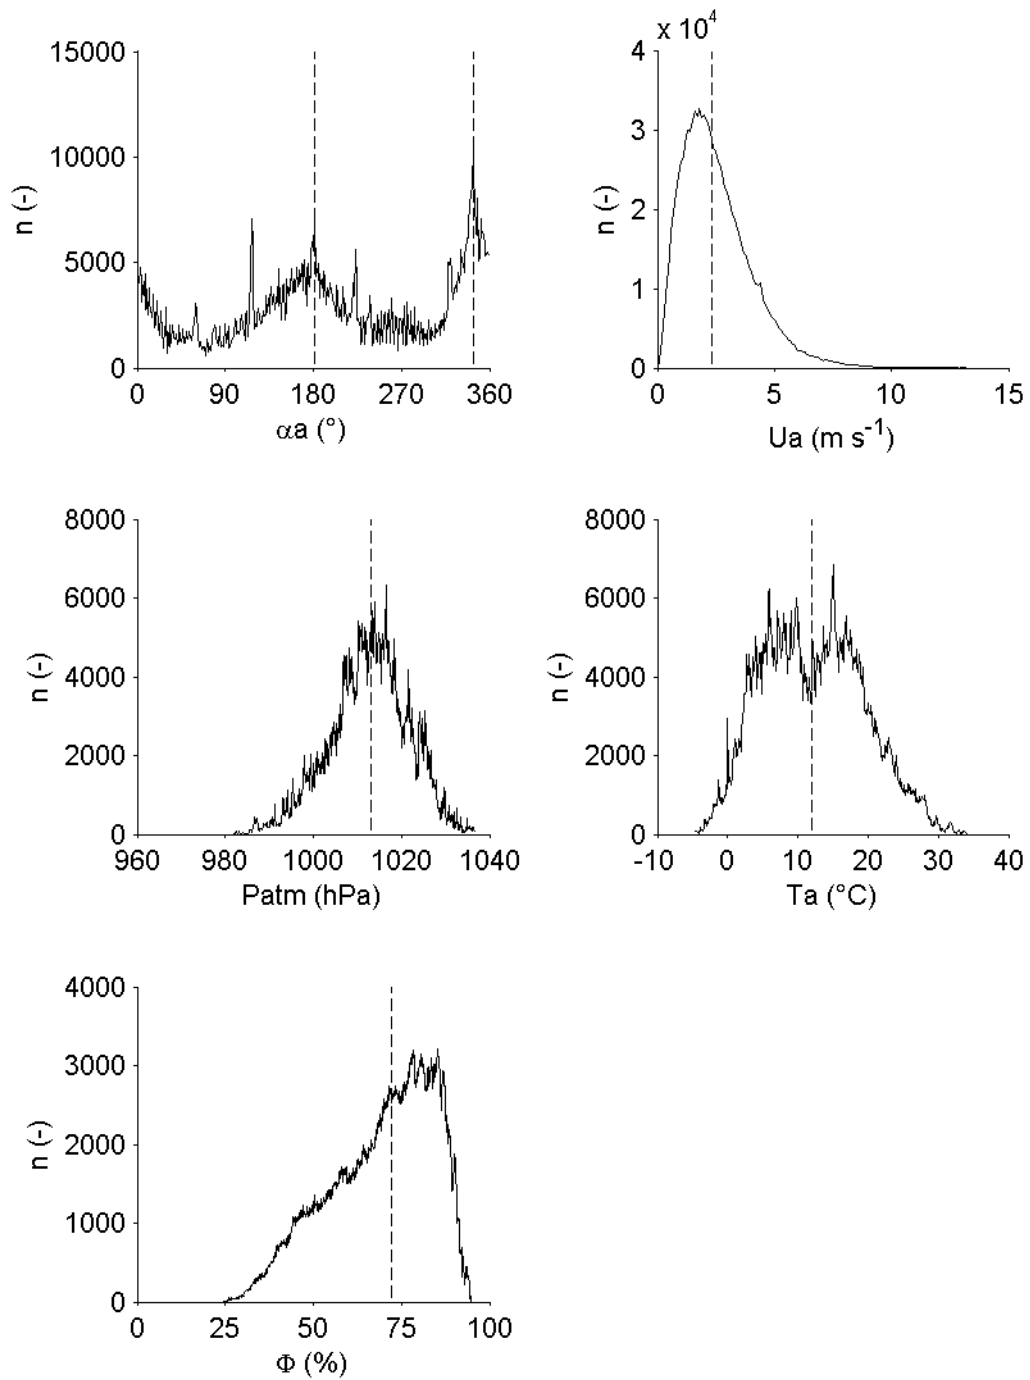 15000
10000
5000
0
n (-)
0 90 180 270 360
αa (°)
x 10^4
4
3
2
1
0
n (-)
0 5 10 15
Ua (m s^-1)
8000
6000
4000
2000
0
n (-)
960 980 1000 1020 1040
Patm (hPa)
8000
6000
4000
2000
0
n (-)
-10 0 10 20 30 40
Ta (°C)
4000
3000
2000
1000
0
n (-)
0 25 50 75 100
Φ (%)